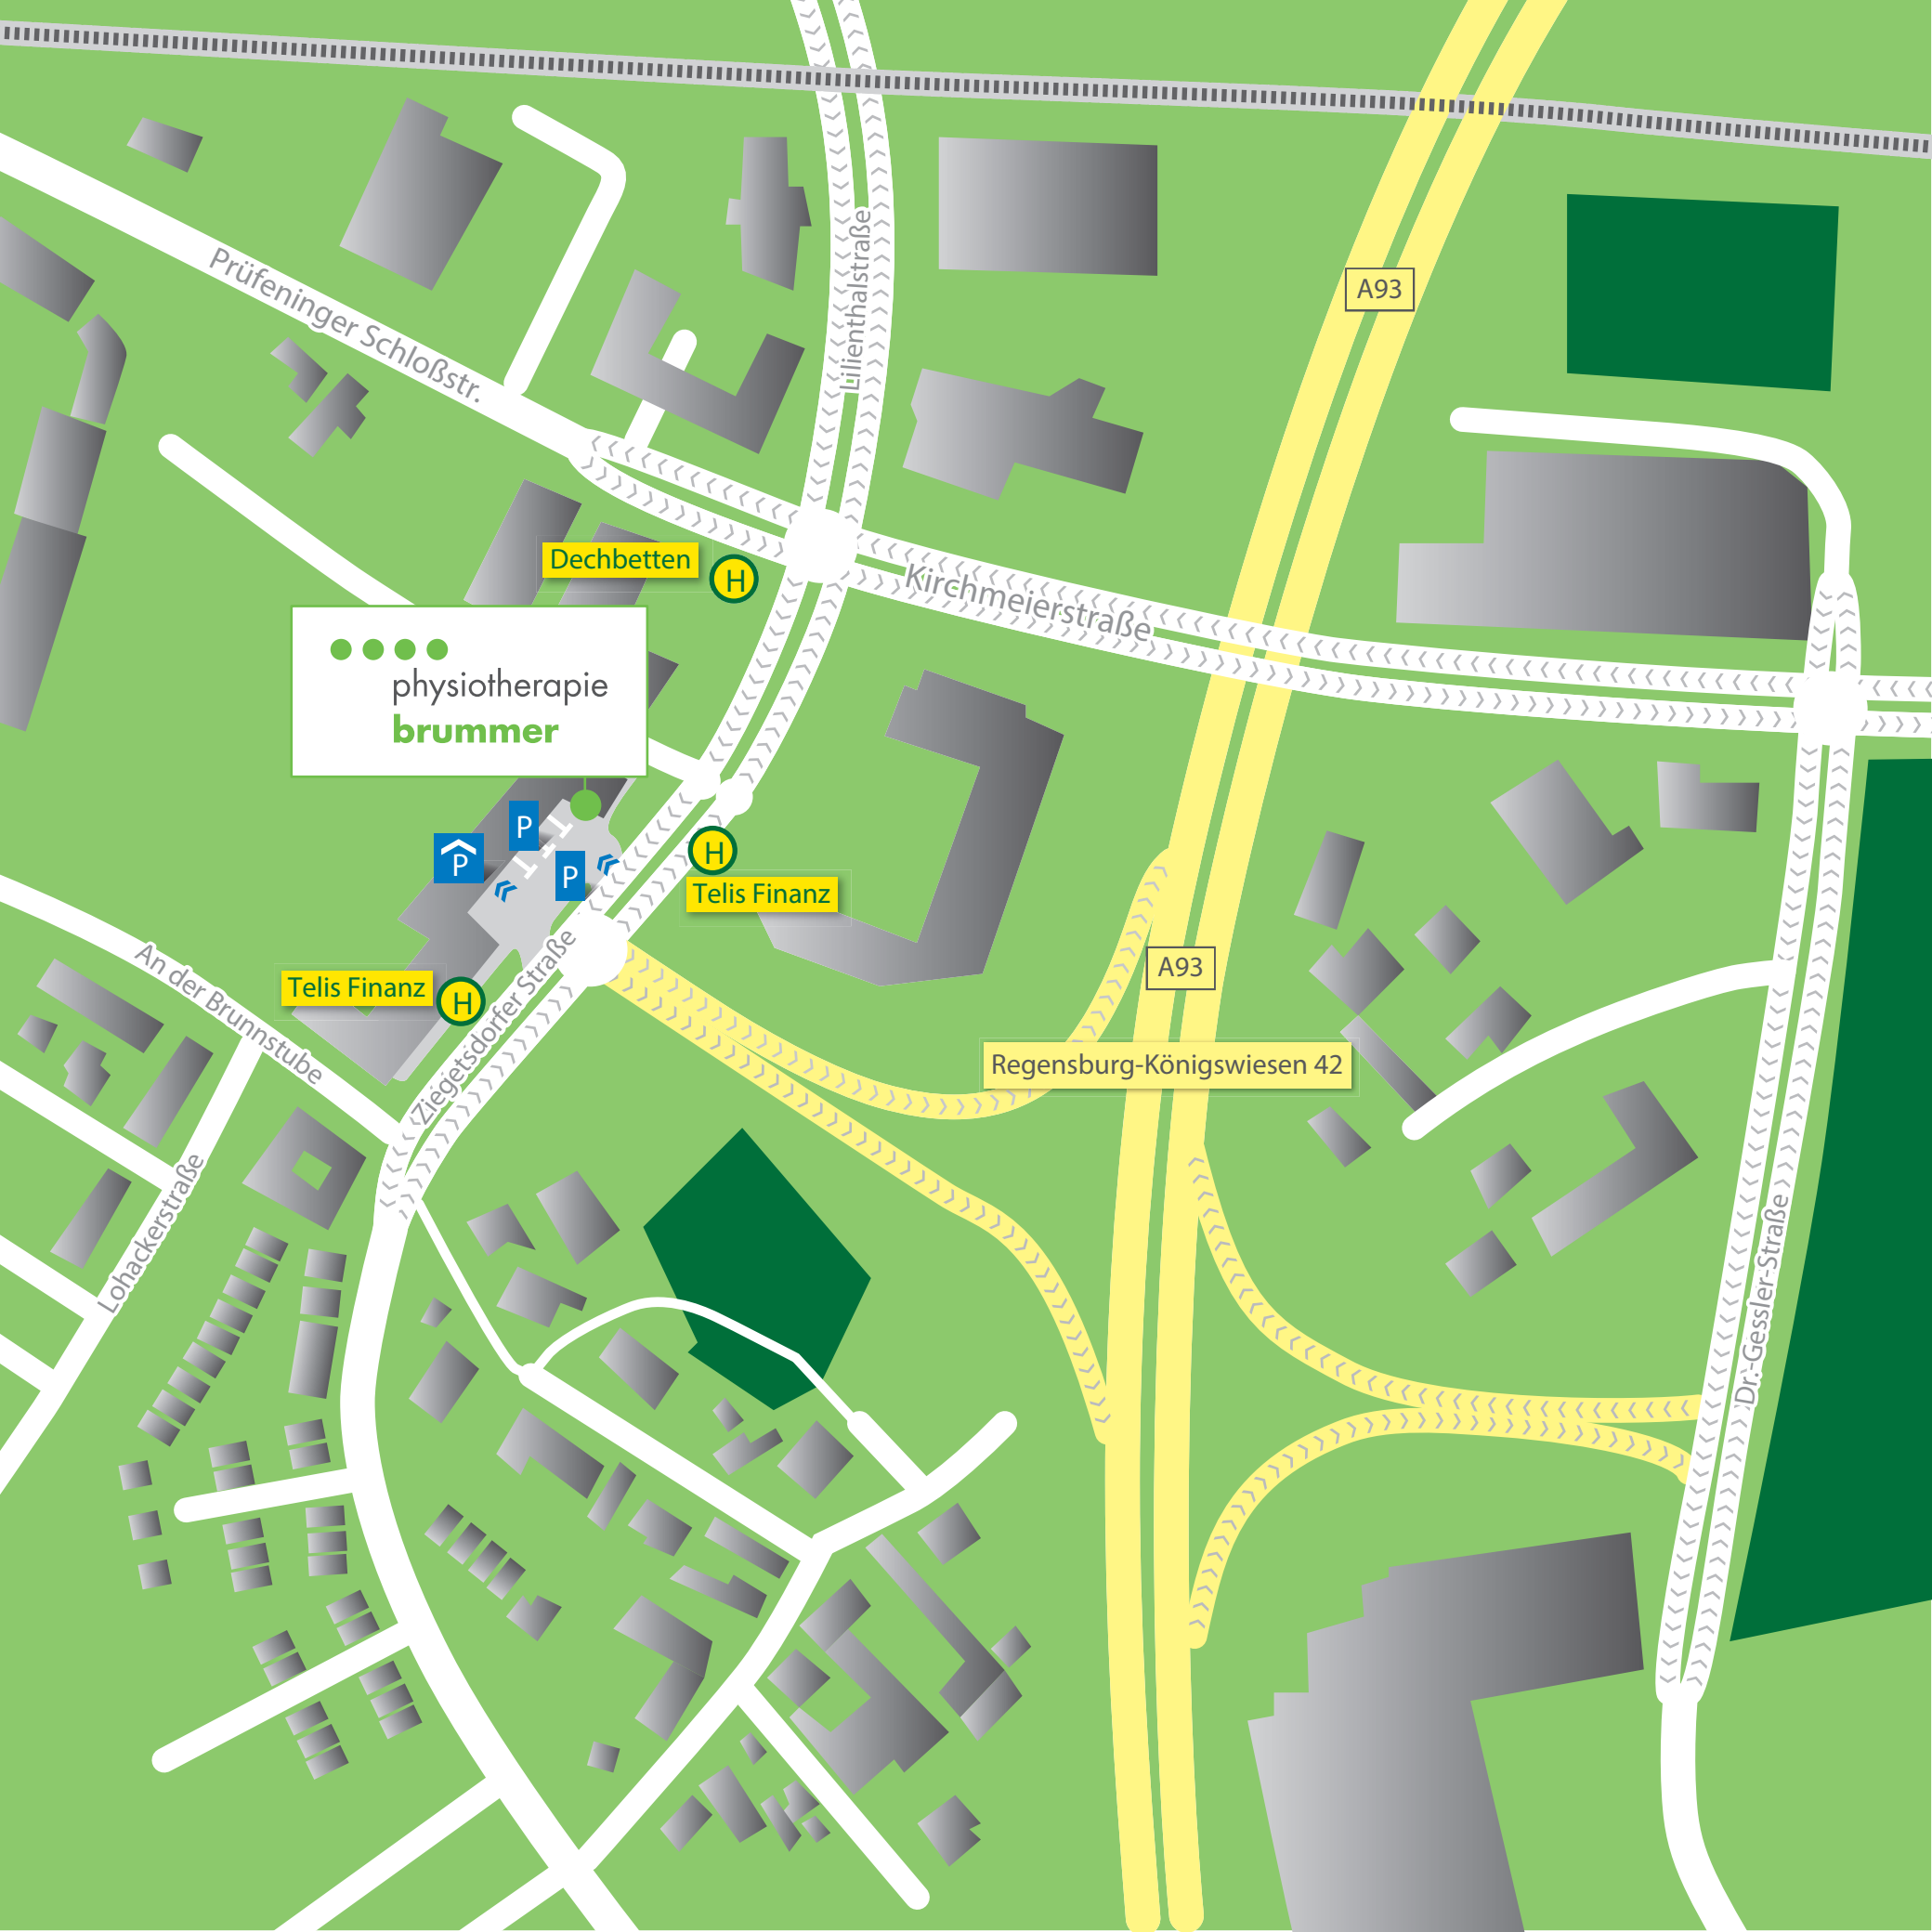 Lilienthalstraße
A93
Prüfeninger Schloßstr.
Dechbetten
H
Kirchmeierstraße
physiotherapie
brummer
P
P
P
H
Telis Finanz
An der Brunnstube
A93
Telis Finanz
H
Ziegetsdorfer Straße
Regensburg-Königswiesen 42
Lohackerstraße
Dr.-Gessler-Straße